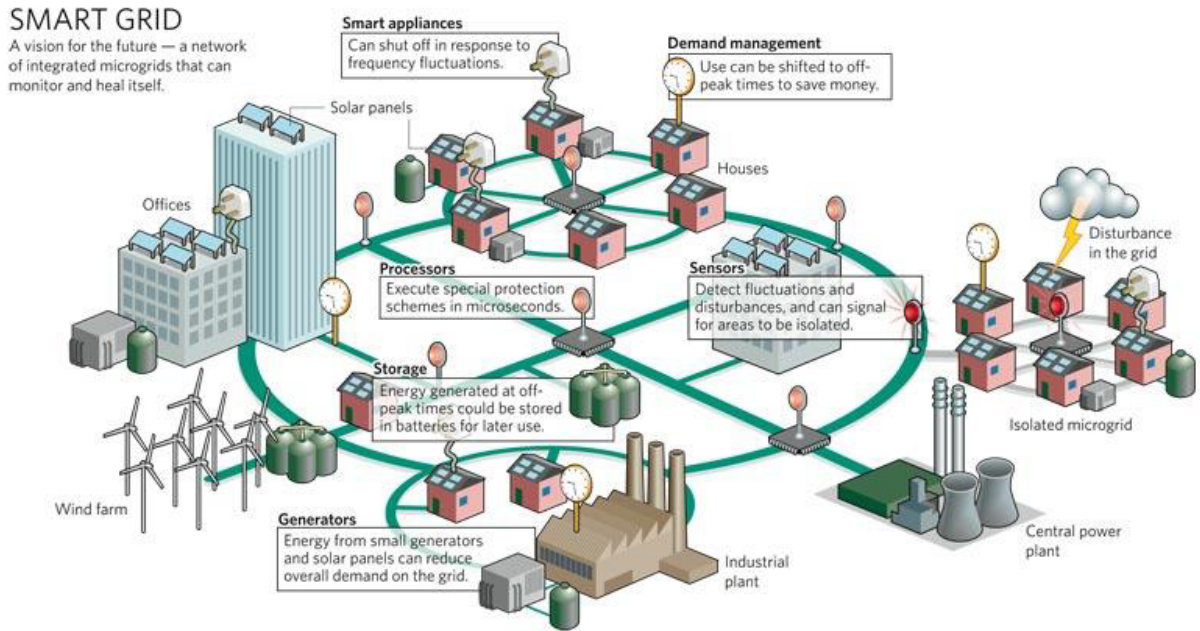 SMART GRID
A vision for the future — a network
of integrated microgrids that can
monitor and heal itself.
Smart appliances
Can shut off in response to
frequency fluctuations.
Demand management
Use can be shifted to off-
peak times to save money.
Solar panels
Houses
Offices
Disturbance
in the grid
Processors
Execute special protection
schemes in microseconds.
Sensors
Detect fluctuations and
disturbances, and can signal
for areas to be isolated.
Storage
Energy generated at off-
peak times could be stored
in batteries for later use.
Isolated microgrid
Wind farm
Generators
Energy from small generators
and solar panels can reduce
overall demand on the grid.
Industrial
plant
Central power
plant